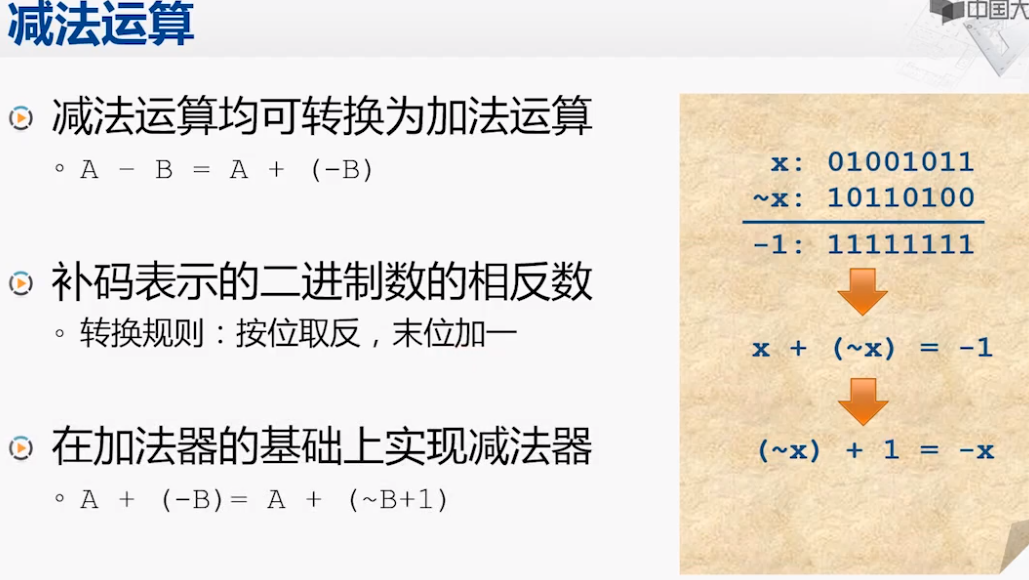 减法运算
中国大
减法运算均可转换为加法运算
A - B = A + (-B)
补码表示的二进制数的相反数
转换规则：按位取反，末位加一
在加法器的基础上实现减法器
A + (-B)= A + (~B+1)
x: 01001011
~x: 10110100
-1: 11111111
x + (~x) = -1
(~x) + 1 = -x